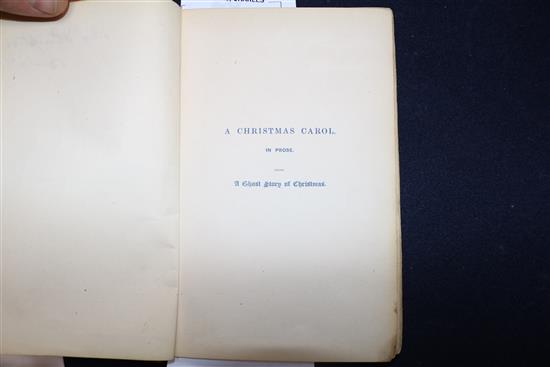 A CHRISTMAS CAROL.
IN PROSE.
A Ghost Story of Christmas.